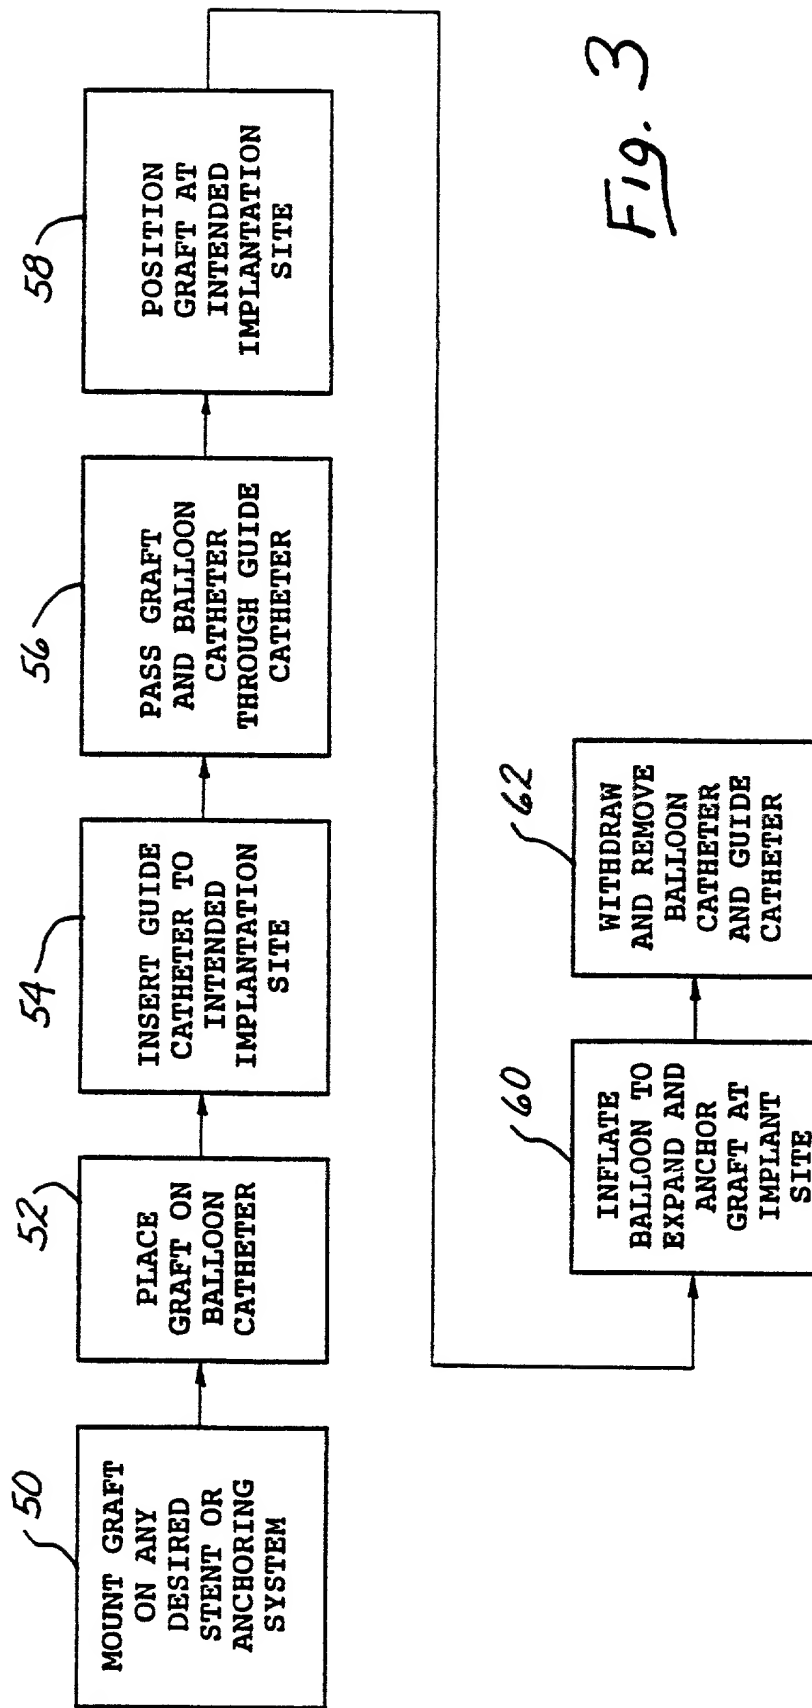 50
MOUNT GRAFT
ON ANY
DESIRED
STENT OR
ANCHORING
SYSTEM
52
PLACE
GRAFT ON
BALLOON
CATHETER
54
INSERT GUIDE
CATHETER TO
INTENDED
IMPLANTATION
SITE
56
PASS GRAFT
AND BALLOON
CATHETER
THROUGH GUIDE
CATHETER
58
POSITION
GRAFT AT
INTENDED
IMPLANTATION
SITE
60
INFLATE
BALLOON TO
EXPAND AND
ANCHOR
GRAFT AT
IMPLANT
SITE
62
WITHDRAW
AND REMOVE
BALLOON
CATHETER
AND GUIDE
CATHETER
Fig. 3